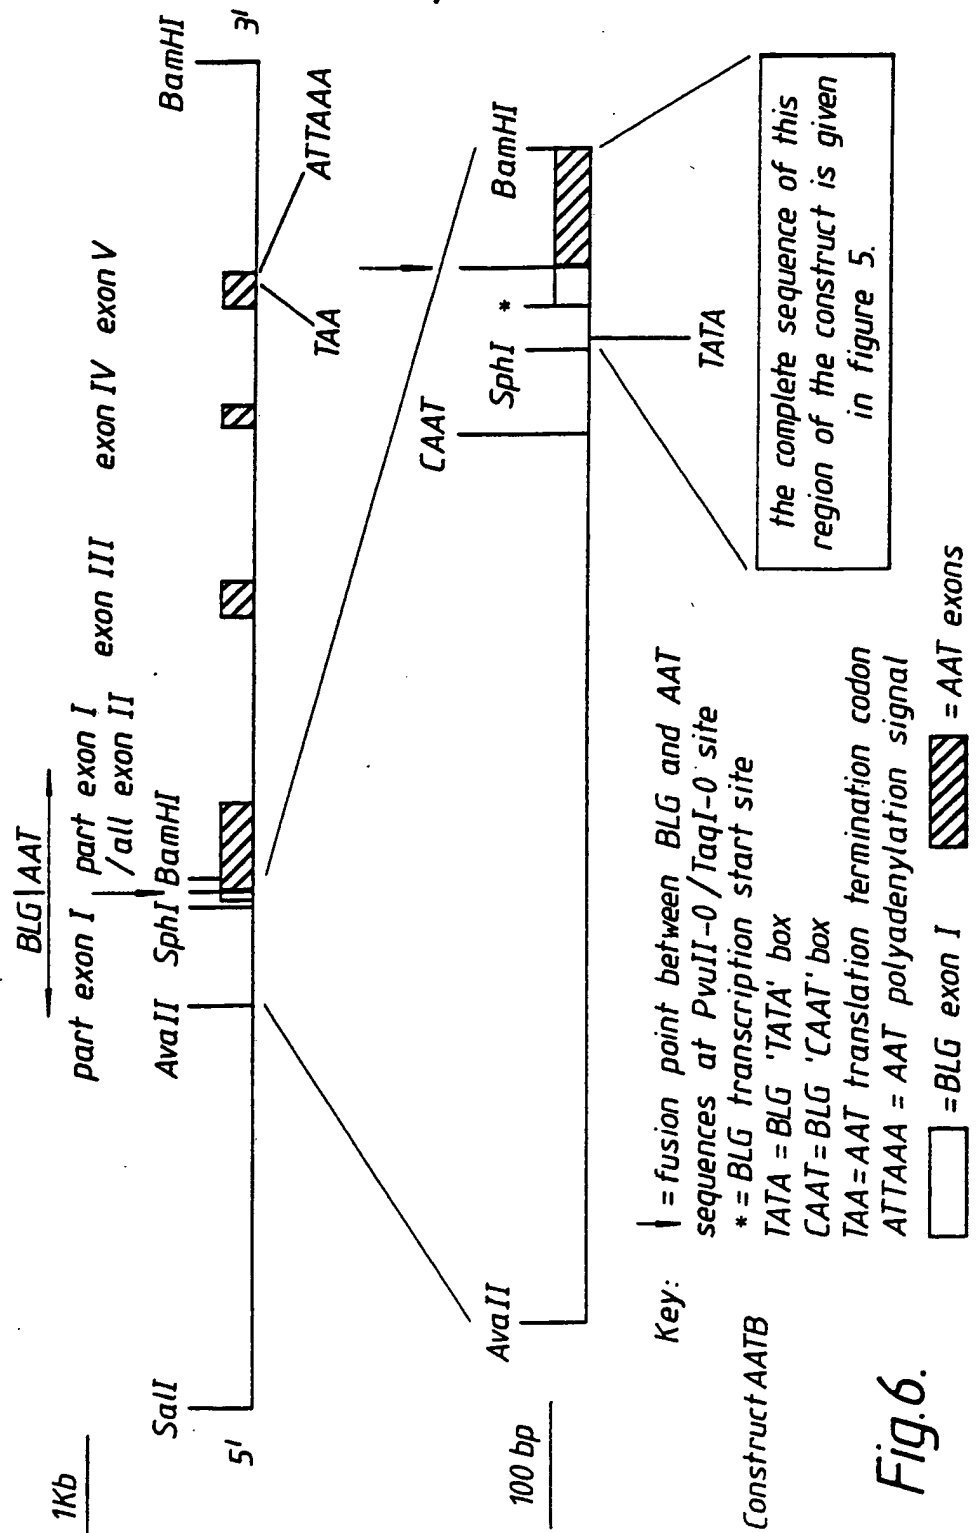 1Kb
BLG | AAT
part exon I
part exon I
/all exon II
exon III
exon IV
exon V
SalI
AvaII
SphI
BamHI
BamHI
5'
3'
TAA
ATTAAA
100 bp
AvaII
CAAT
SphI
*
BamHI
TATA
the complete sequence of this
region of the construct is given
in figure 5.
Construct AATB
Key:
= fusion point between BLG and AAT
sequences at PvuII-0/TaqI-0 site
* = BLG transcription start site
TATA = BLG 'TATA' box
CAAT = BLG 'CAAT' box
TAA = AAT translation termination codon
ATTAAA = AAT polyadenylation signal
= BLG exon I
= AAT exons
Fig.6.